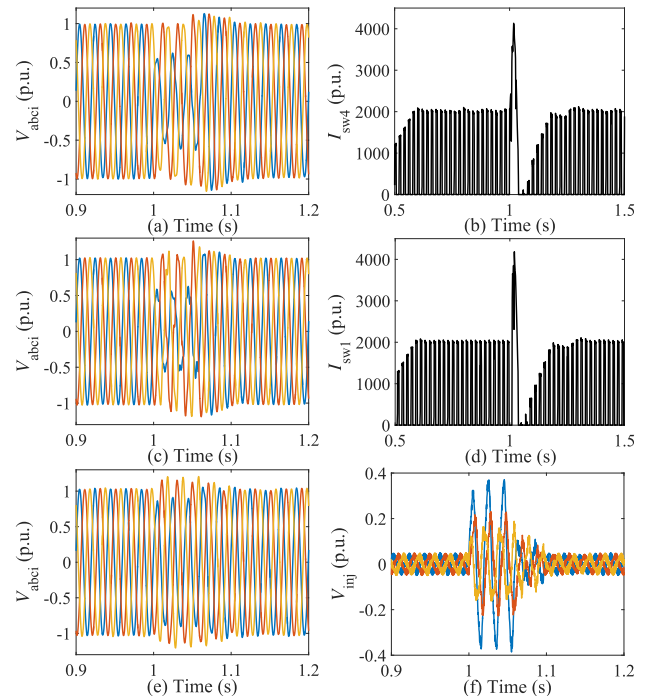 1
0.5
0
-0.5
-1
V_abci (p.u.)
0.9 1 1.1 1.2
(a) Time (s)
4000
3000
2000
1000
0
I_sw4 (p.u.)
0.5 1 1.5
(b) Time (s)
1
0.5
0
-0.5
-1
V_abci (p.u.)
0.9 1 1.1 1.2
(c) Time (s)
4000
3000
2000
1000
0
I_sw1 (p.u.)
0.5 1 1.5
(d) Time (s)
1
0.5
0
-0.5
-1
V_abci (p.u.)
0.9 1 1.1 1.2
(e) Time (s)
0.4
0.2
0
-0.2
-0.4
V_inj (p.u.)
0.9 1 1.1 1.2
(f) Time (s)